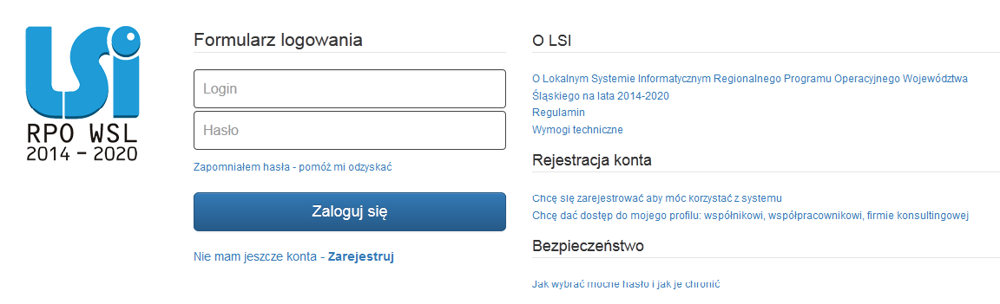 LSi
RPO WSL
2014 – 2020
Formularz logowania
Login
Hasło
Zapomniałem hasła - pomóż mi odzyskać
Zaloguj się
Nie mam jeszcze konta - Zarejestruj
O LSI
O Lokalnym Systemie Informatycznym Regionalnego Programu Operacyjnego Województwa
Śląskiego na lata 2014-2020
Regulamin
Wymogi techniczne
Rejestracja konta
Chcę się zarejestrować aby móc korzystać z systemu
Chcę dać dostęp do mojego profilu: wspólnikowi, współpracownikowi, firmie konsultingowej
Bezpieczeństwo
Jak wybrać mocne hasło i jak je chronić